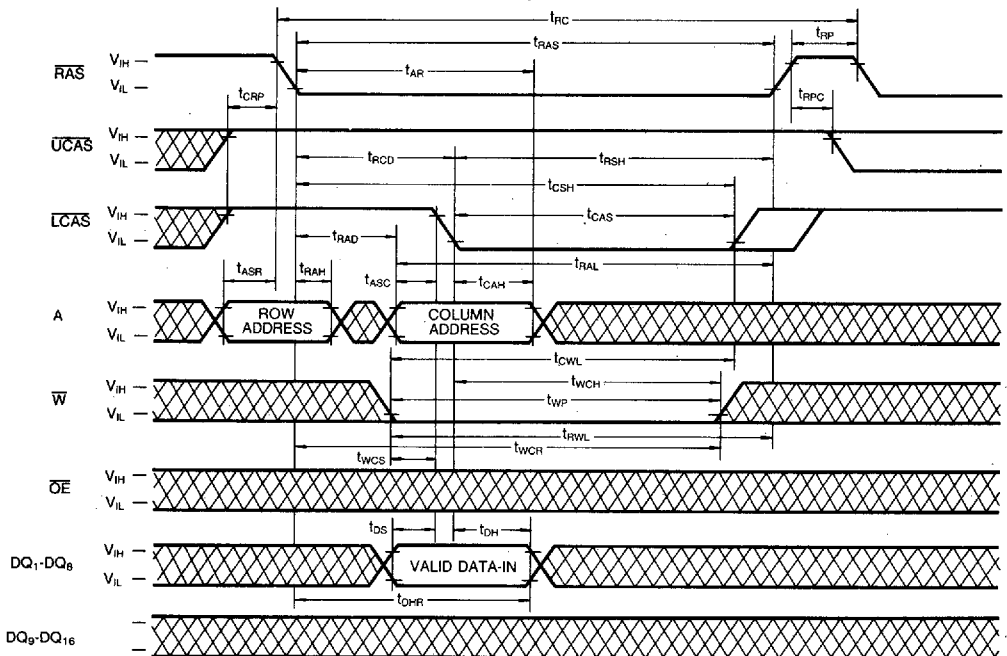 tRC
tRAS
tRP
RAS
VIH
VIL
tAR
tCRP
tRPC
UCAS
VIH
VIL
tRCD
tRSH
tCSH
LCAS
VIH
VIL
tCAS
tRAD
tRAL
tASR
tRAH
tASC
tCAH
A
VIH
VIL
ROW ADDRESS
COLUMN ADDRESS
tCWL
W
VIH
VIL
tWCH
tWP
tRWL
tWCR
tWCS
OE
VIH
VIL
tDS
tDH
DQ1-DQ8
VIH
VIL
VALID DATA-IN
tDHR
DQ9-DQ16